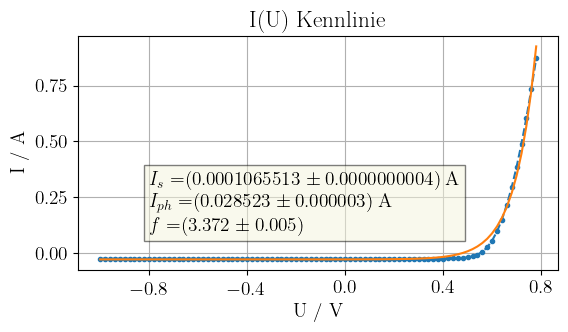 I(U) Kennlinie
I / A
0.75
0.50
0.25
0.00
I_s =(0.0001065513 ± 0.0000000004) A
I_ph =(0.028523 ± 0.000003) A
f =(3.372 ± 0.005)
−0.8
−0.4
0.0
0.4
0.8
U / V